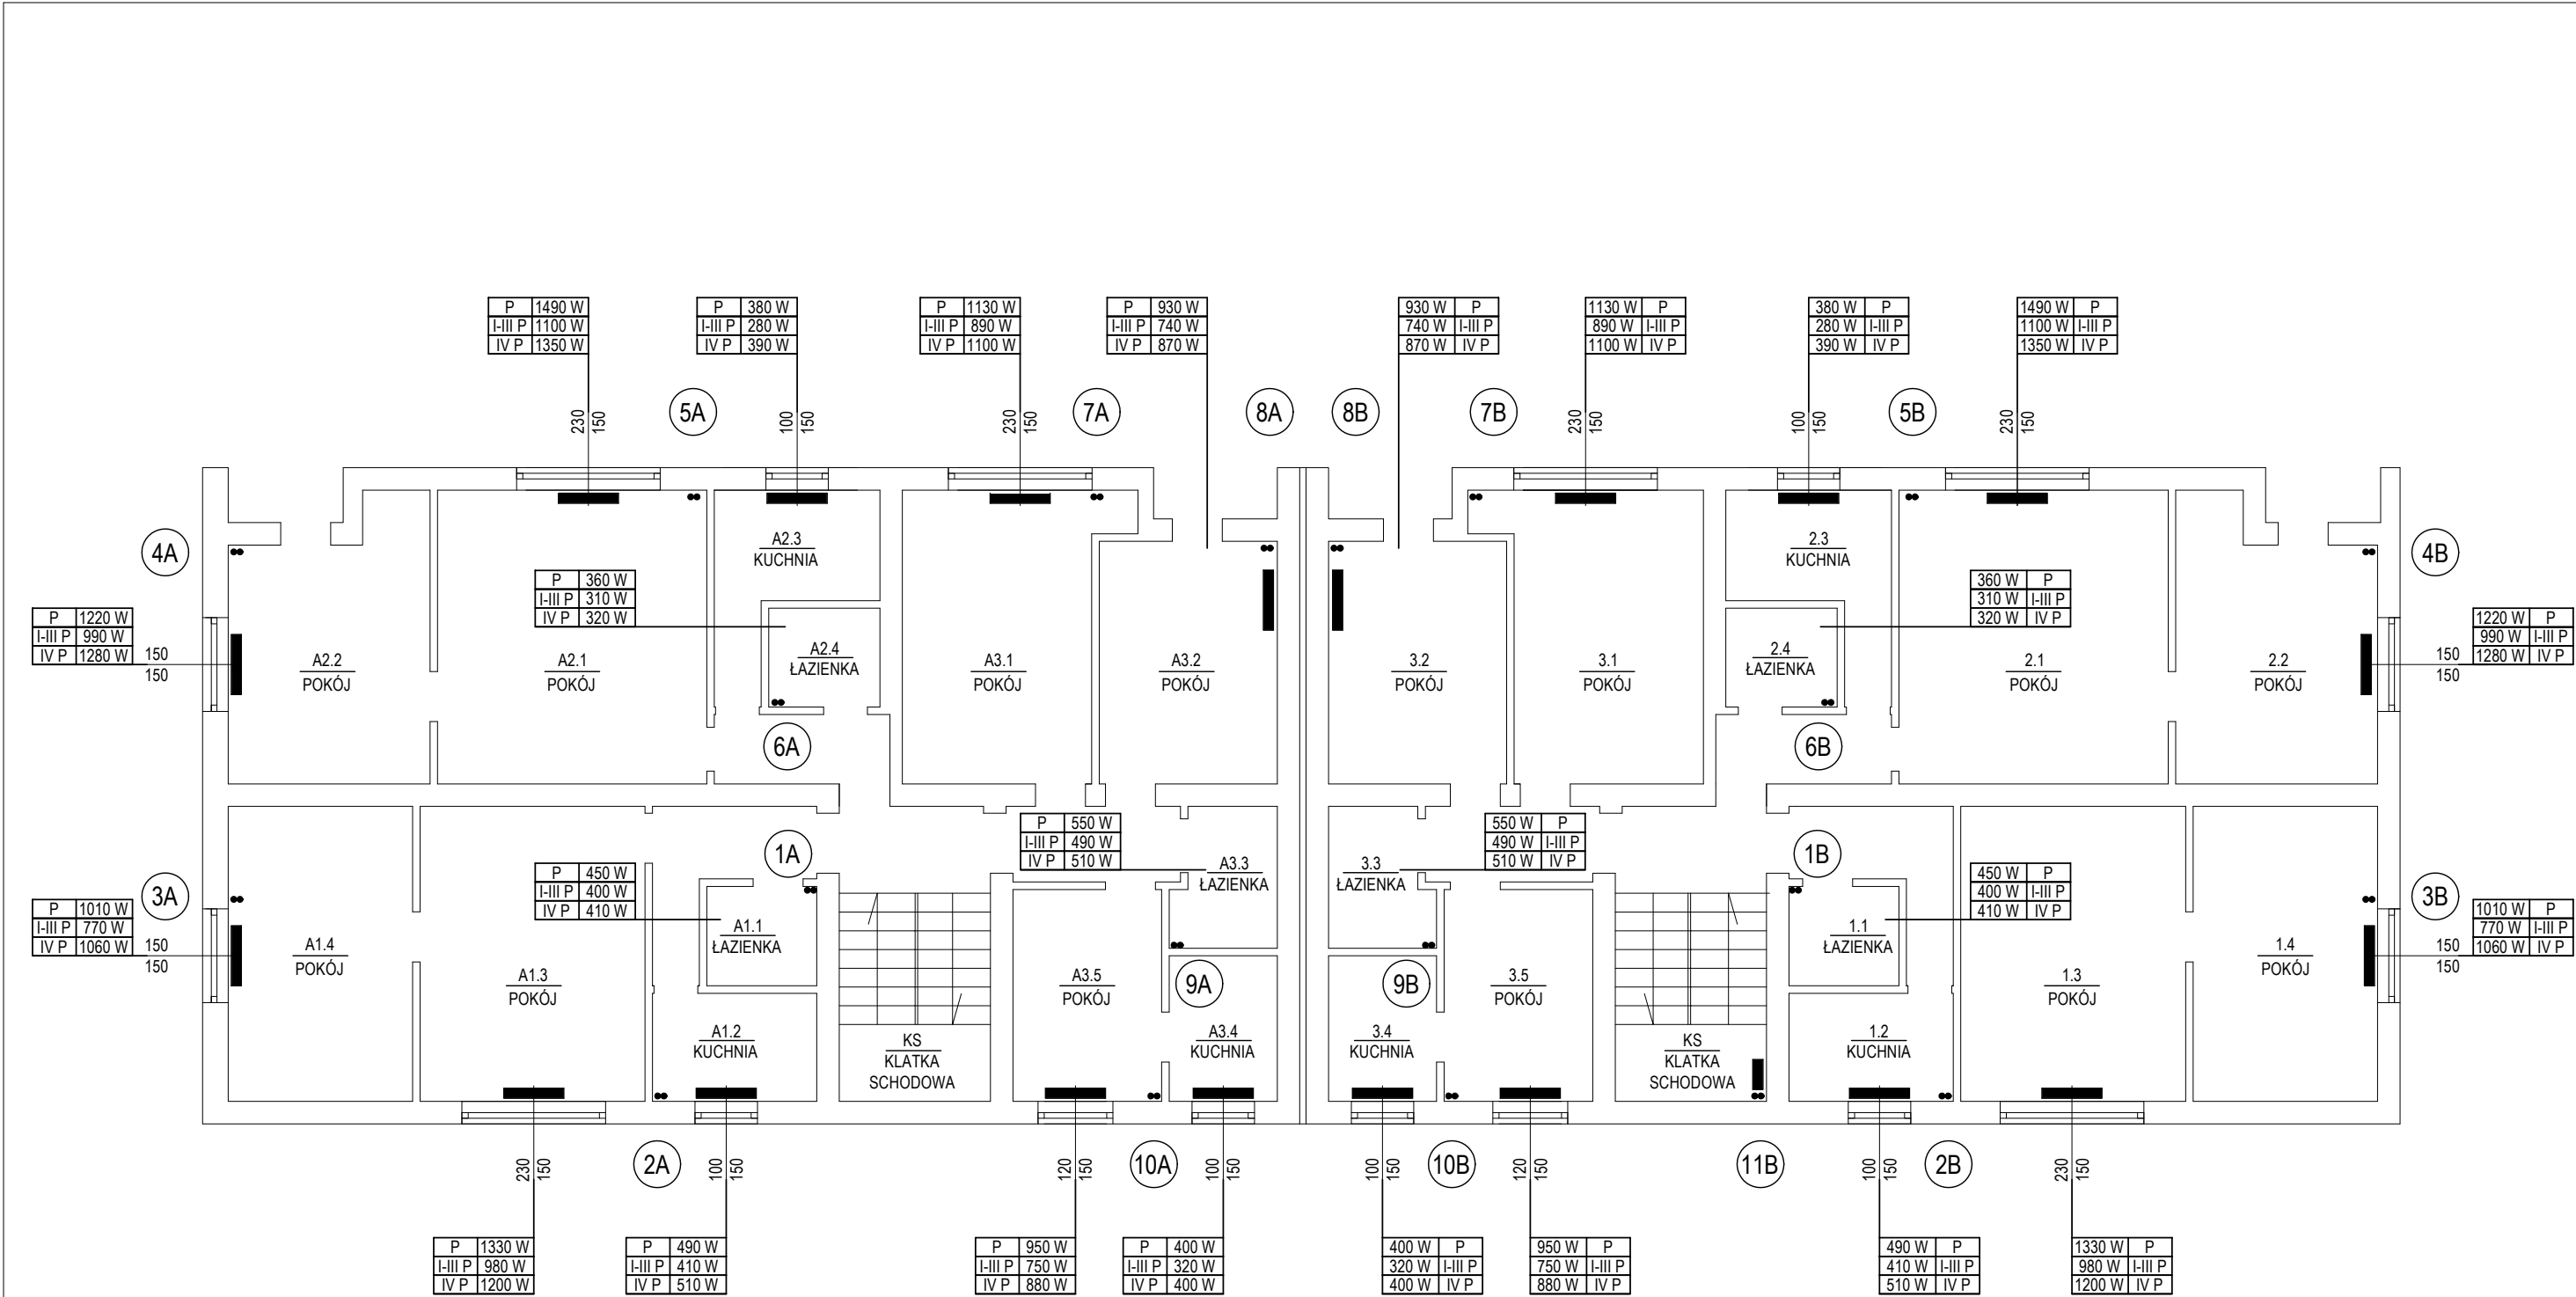 P 1490 W
I-III P 1100 W
IV P 1350 W
P 380 W
I-III P 280 W
IV P 390 W
P 1130 W
I-III P 890 W
IV P 1100 W
P 930 W
I-III P 740 W
IV P 870 W
930 W P
740 W I-III P
870 W IV P
1130 W P
890 W I-III P
1100 W IV P
380 W P
280 W I-III P
390 W IV P
1490 W P
1100 W I-III P
1350 W IV P
230
150
5A
100
150
230
150
7A
8A
8B
7B
230
150
100
150
5B
230
150
4A
A2.3
KUCHNIA
2.3
KUCHNIA
4B
P 360 W
I-III P 310 W
IV P 320 W
360 W P
310 W I-III P
320 W IV P
P 1220 W
I-III P 990 W
IV P 1280 W
150
150
A2.2
POKÓJ
A2.1
POKÓJ
A2.4
ŁAZIENKA
A3.1
POKÓJ
A3.2
POKÓJ
3.2
POKÓJ
3.1
POKÓJ
2.4
ŁAZIENKA
2.1
POKÓJ
2.2
POKÓJ
150
150
1220 W P
990 W I-III P
1280 W IV P
6A
6B
P 550 W
I-III P 490 W
IV P 510 W
550 W P
490 W I-III P
510 W IV P
1A
1B
A3.3
ŁAZIENKA
3.3
ŁAZIENKA
P 450 W
I-III P 400 W
IV P 410 W
450 W P
400 W I-III P
410 W IV P
3A
3B
P 1010 W
I-III P 770 W
IV P 1060 W
150
150
A1.4
POKÓJ
A1.3
POKÓJ
A1.1
ŁAZIENKA
A3.5
POKÓJ
9A
9B
3.5
POKÓJ
1.1
ŁAZIENKA
1.3
POKÓJ
1.4
POKÓJ
150
150
1010 W P
770 W I-III P
1060 W IV P
A1.2
KUCHNIA
KS
KLATKA
SCHODOWA
A3.4
KUCHNIA
3.4
KUCHNIA
KS
KLATKA
SCHODOWA
1.2
KUCHNIA
230
150
2A
100
150
120
150
10A
100
150
100
150
10B
120
150
11B
100
150
2B
230
150
P 1330 W
I-III P 980 W
IV P 1200 W
P 490 W
I-III P 410 W
IV P 510 W
P 950 W
I-III P 750 W
IV P 880 W
P 400 W
I-III P 320 W
IV P 400 W
400 W P
320 W I-III P
400 W IV P
950 W P
750 W I-III P
880 W IV P
490 W P
410 W I-III P
510 W IV P
1330 W P
980 W I-III P
1200 W IV P